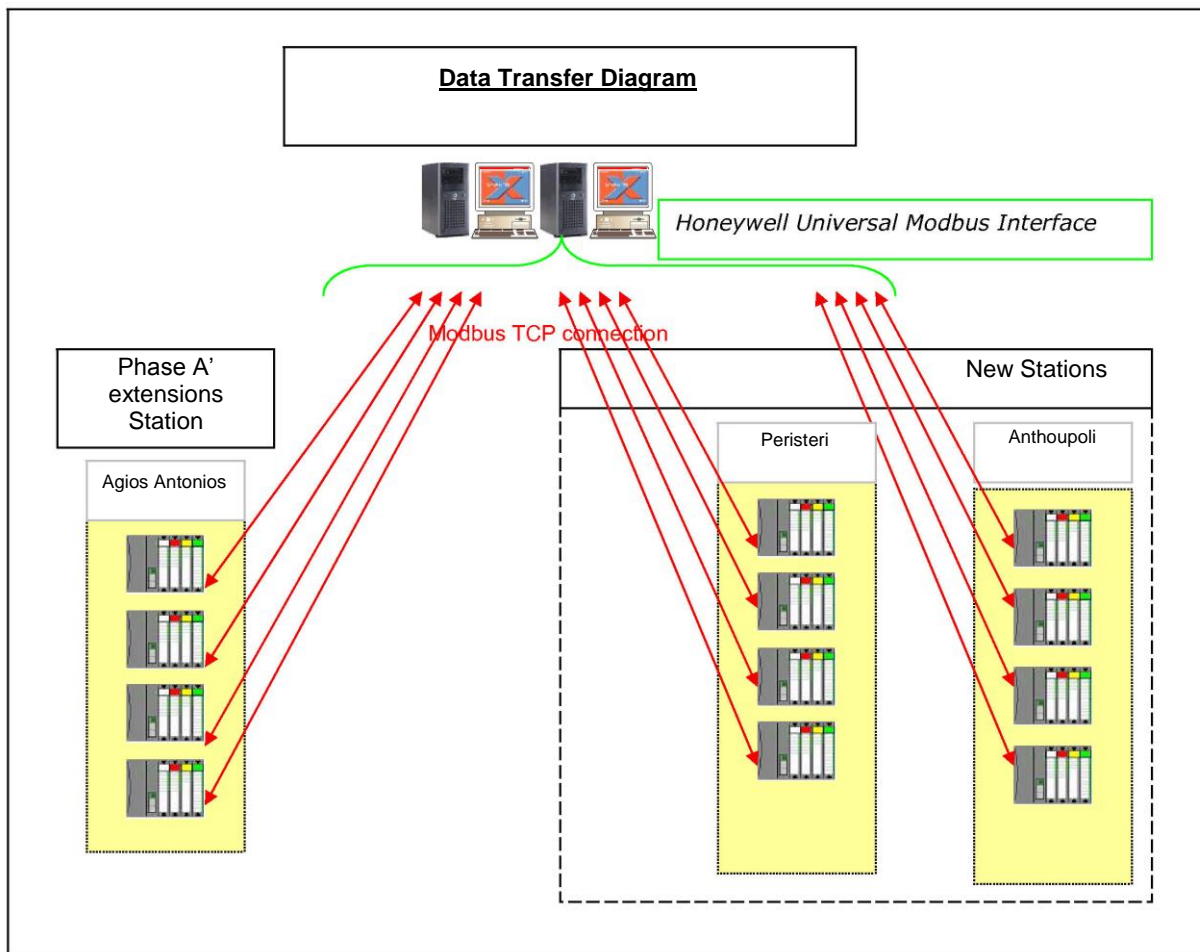 Data Transfer Diagram
Honeywell Universal Modbus Interface
Modbus TCP connection
Phase A’
extensions
Station
New Stations
Agios Antonios
Peristeri
Anthoupoli